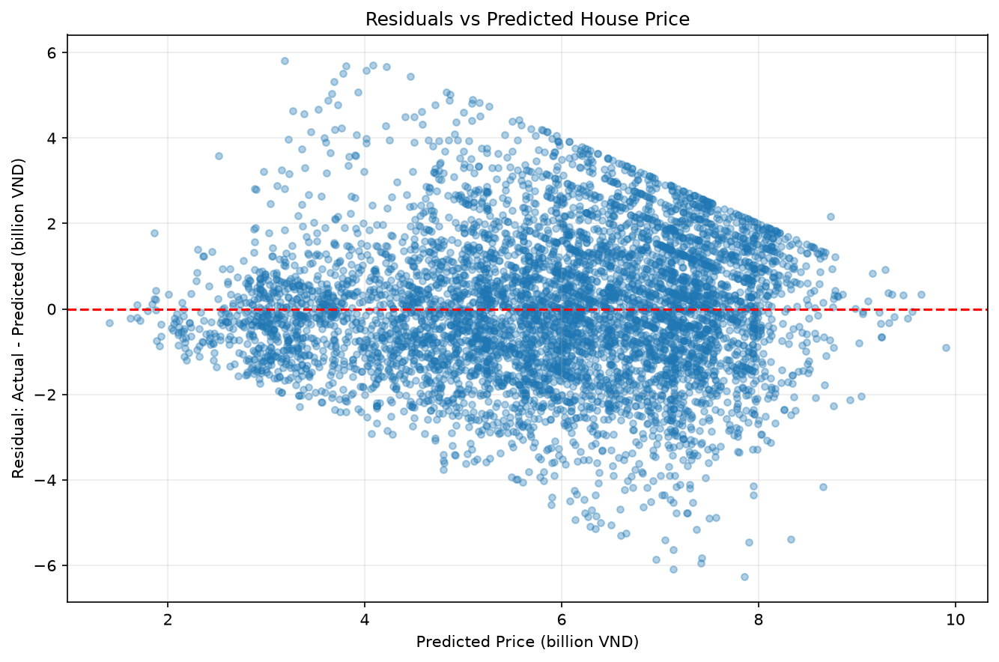 Residuals vs Predicted House Price
Residual: Actual - Predicted (billion VND)
6
4
2
0
−2
−4
−6
2 4 6 8 10
Predicted Price (billion VND)